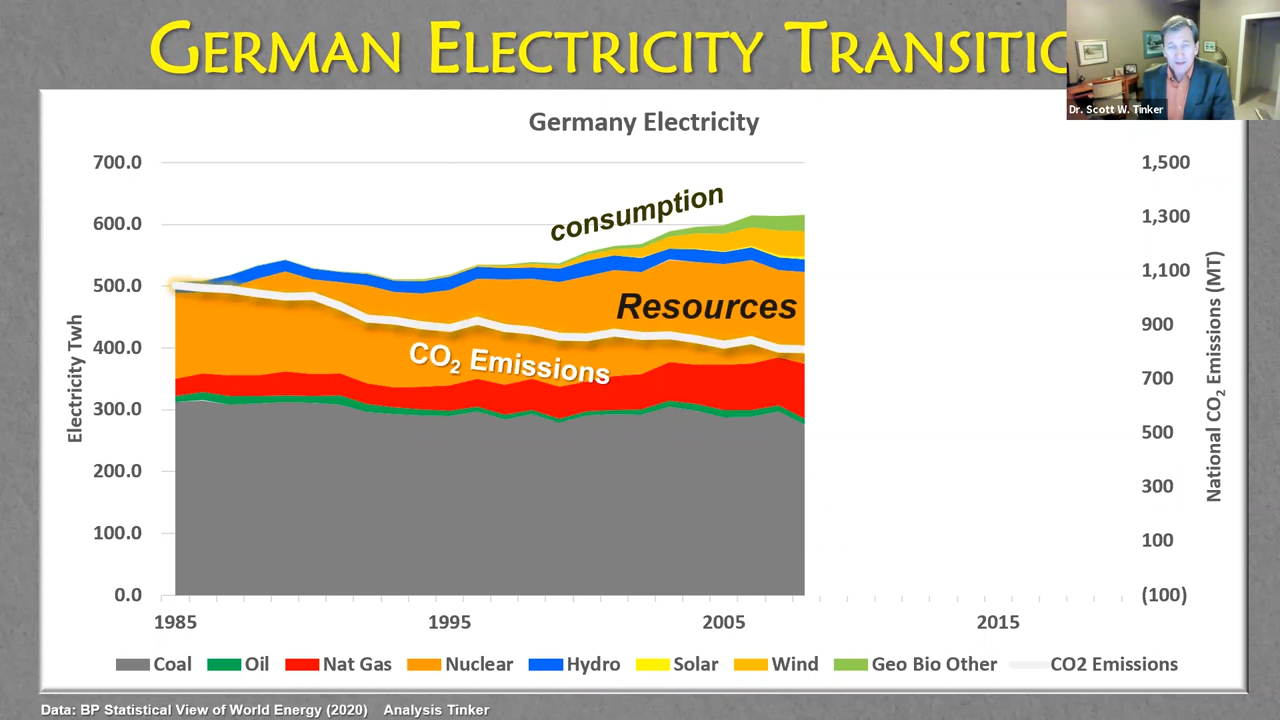 GERMAN ELECTRICITY TRANSITIO
Dr. Scott W. Tinker
Germany Electricity
700.0
600.0
500.0
400.0
300.0
200.0
100.0
0.0
Electricity Twh
1,500
1,300
1,100
900
700
500
300
100
(100)
National CO2 Emissions (MT)
consumption
Resources
CO2 Emissions
1985 1995 2005 2015
Coal Oil Nat Gas Nuclear Hydro Solar Wind Geo Bio Other CO2 Emissions
Data: BP Statistical View of World Energy (2020) Analysis Tinker